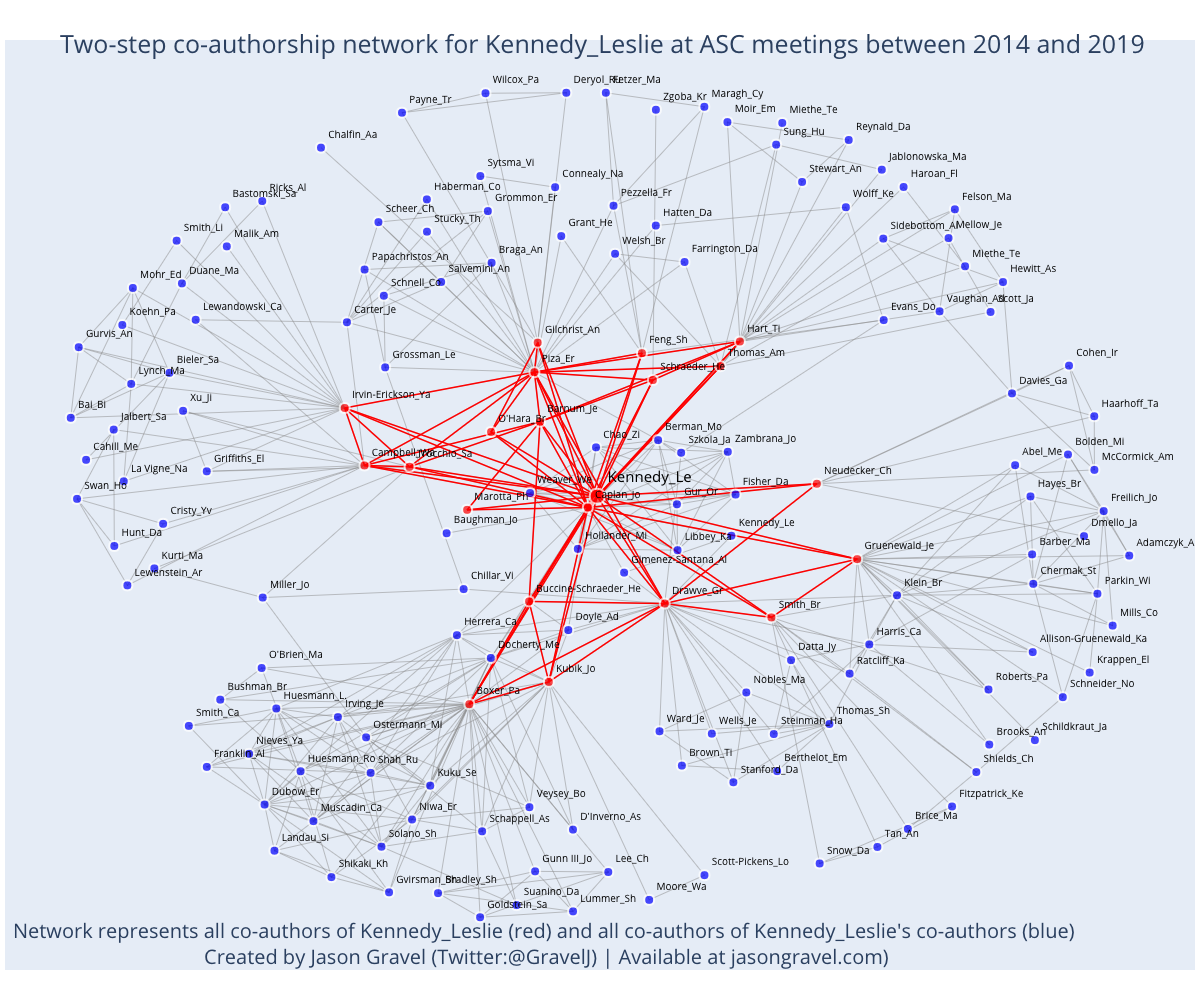 Two-step co-authorship network for Kennedy_Leslie at ASC meetings between 2014 and 2019
Wilcox_Pa
Payne_Tr
Zgoba_Kr
Maragh_Cy
Moir_Em
Miethe_Te
Chalfin_Aa
Sung_Hu
Reynald_Da
Sytsma_Vi
Connealy_Na
Stewart_An
Jablonowska_Ma
Haroan_Fl
Ricks_Al
Bastomski_Sa
Haberman_Co
Grommon_Er
Pezzella_Fr
Wolff_Ke
Felson_Ma
Scheer_Ch
Stucky_Th
Grant_He
Hatten_Da
Mellow_Je
Smith_Li
Malik_Am
Welsh_Br
Farrington_Da
Papachristos_An
Braga_An
Salvemini_An
Miethe_Te
Hewitt_As
Mohr_Ed
Duane_Ma
Schnell_Co
Koehn_Pa
Lewandowski_Ca
Carter_Je
Evans_Do
Scott_Ja
Gurvis_An
Gilchrist_An
Feng_Sh
Hart_Ti
Bieler_Sa
Lynch_Ma
Grossman_Le
Piza_Er
Schraeder_He
Thomas_Am
Cohen_Ir
Bai_Bi
Xu_Ji
Irvin-Erickson_Ya
Davies_Ga
Haarhoff_Ta
Jalbert_Sa
O'Hara_Br
Barnum_Je
Chao_Zi
Berman_Mo
Szkola_Ja
Zambrana_Jo
Cahill_Me
La Vigne_Na
Griffiths_El
Bolden_Mi
Abel_Me
McCormick_Am
Swan_Ho
Weaver_We
Kennedy_Le
Fisher_Da
Neudecker_Ch
Marotta_Ph
Caplan_Jo
Gur_Or
Hayes_Br
Freilich_Jo
Cristy_Yv
Baughman_Jo
Kennedy_Le
Dmello_Ja
Hunt_Da
Hollander_Mi
Libbey_Ka
Gruenewald_Je
Barber_Ma
Kurti_Ma
Gimenez-Santana_Al
Chermak_St
Lewenstein_Ar
Miller_Jo
Chillar_Vi
Buccine-Schraeder_He
Drawve_Gr
Klein_Br
Parkin_Wi
Smith_Br
Mills_Co
Herrera_Ca
Doyle_Ad
Harris_Ca
Allison-Gruenewald_Ka
O'Brien_Ma
Docherty_Me
Datta_Jy
Ratcliff_Ka
Krappen_El
Kubik_Jo
Nobles_Ma
Roberts_Pa
Schneider_No
Bushman_Br
Huesmann_L.
Irving_Je
Boxer_Pa
Thomas_Sh
Smith_Ca
Ostermann_Mi
Ward_Je
Wells_Je
Steinman_Ha
Brooks_An
Schildkraut_Ja
Nieves_Ya
Franklin_Al
Huesmann_Ro
Shah_Ru
Kuku_Se
Brown_Ti
Stanford_Da
Berthelot_Em
Shields_Ch
Dubow_Er
Muscadin_Ca
Niwa_Er
Veysey_Bo
Schappell_As
D'Inverno_As
Fitzpatrick_Ke
Brice_Ma
Landau_Si
Solano_Sh
Tan_An
Snow_Da
Shikaki_Kh
Gunn III_Jo
Lee_Ch
Scott-Pickens_Lo
Bradley_Sh
Suanino_Da
Moore_Wa
Goldstein_Sa
Lummer_Sh
Network represents all co-authors of Kennedy_Leslie (red) and all co-authors of Kennedy_Leslie's co-authors (blue)
Created by Jason Gravel (Twitter:@GravelJ) | Available at jasongravel.com)